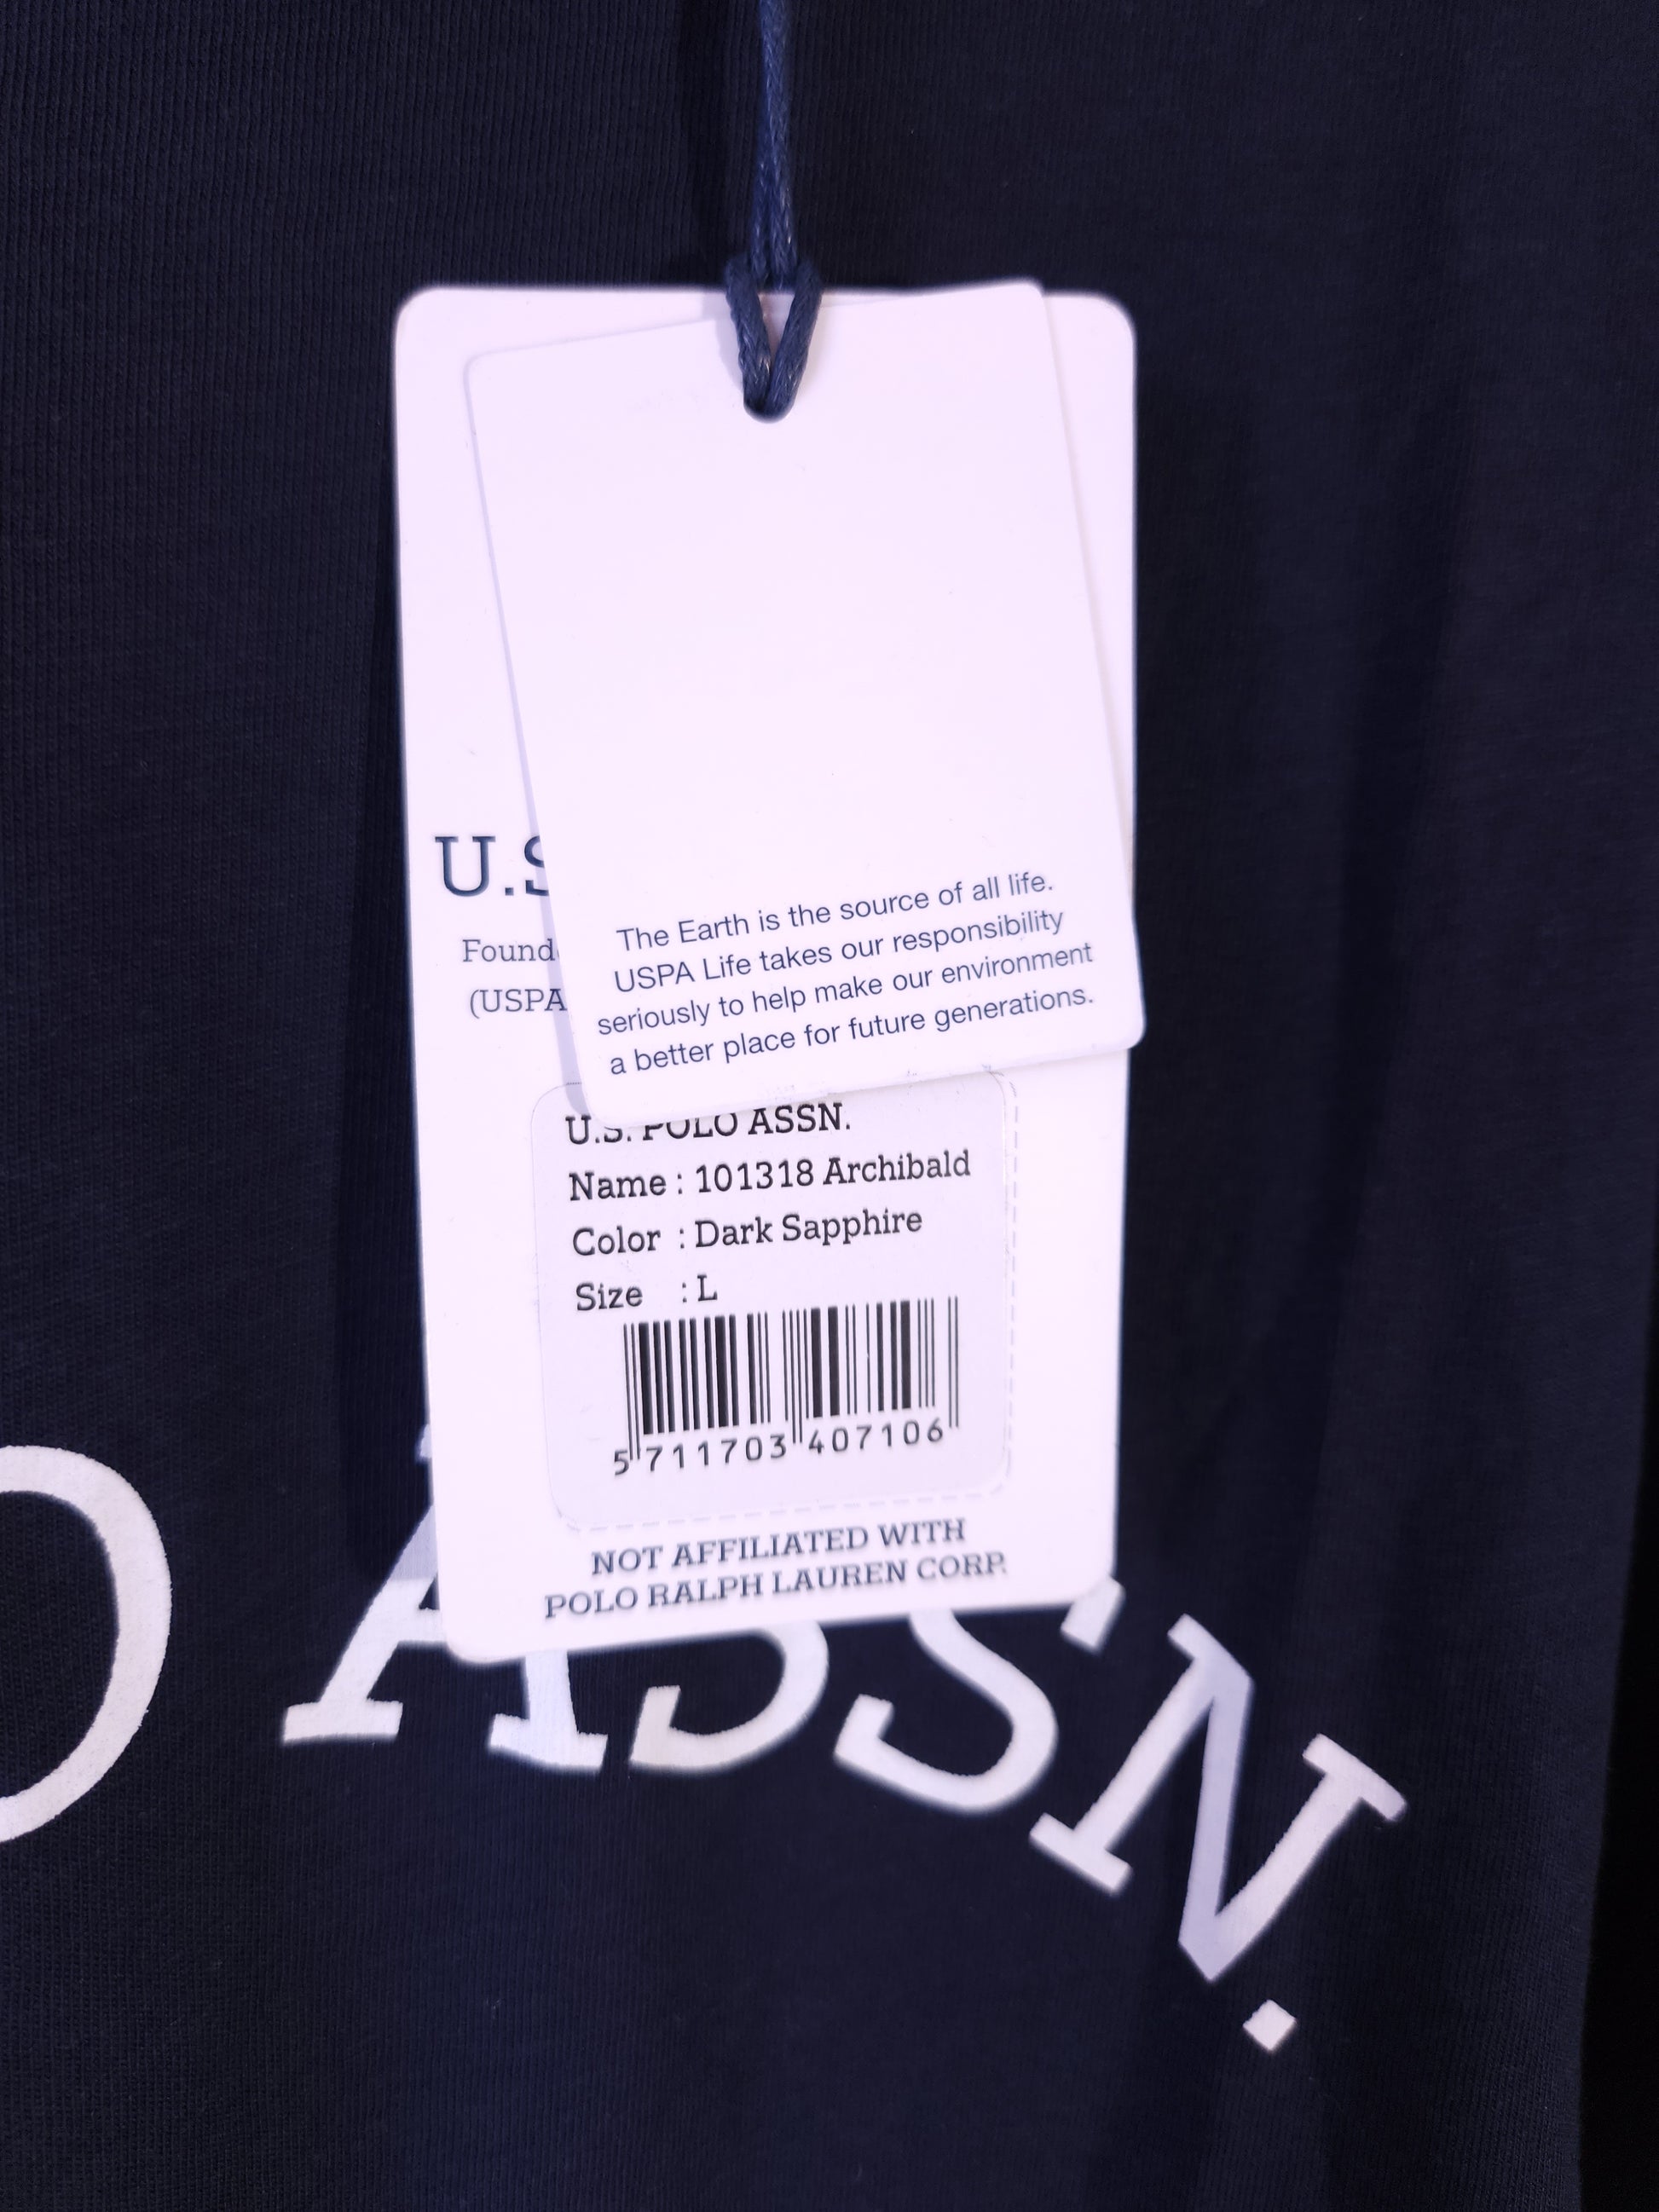 U.S
Found
(USPA
The Earth is the source of all life.
USPA Life takes our responsibility
seriously to help make our environment
a better place for future generations.
U.S. POLO ASSN.
Name : 101318 Archibald
Color : Dark Sapphire
Size : L
5 711703 407106
NOT AFFILIATED WITH
POLO RALPH LAUREN CORP.
O ASSN.